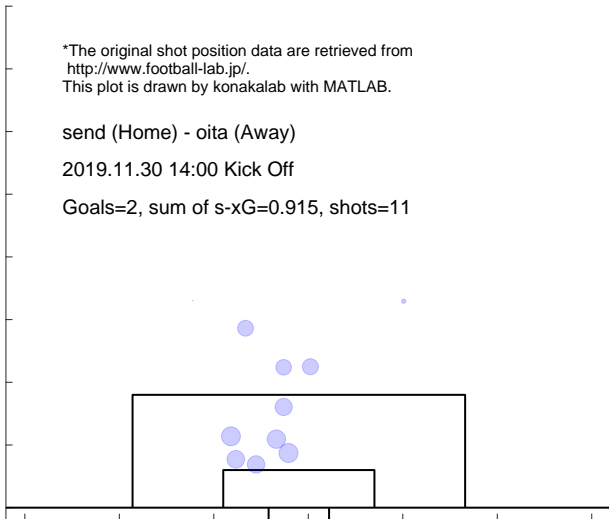 *The original shot position data are retrieved from
http://www.football-lab.jp/.
This plot is drawn by konakalab with MATLAB.
send (Home) - oita (Away)
2019.11.30 14:00 Kick Off
Goals=2, sum of s-xG=0.915, shots=11